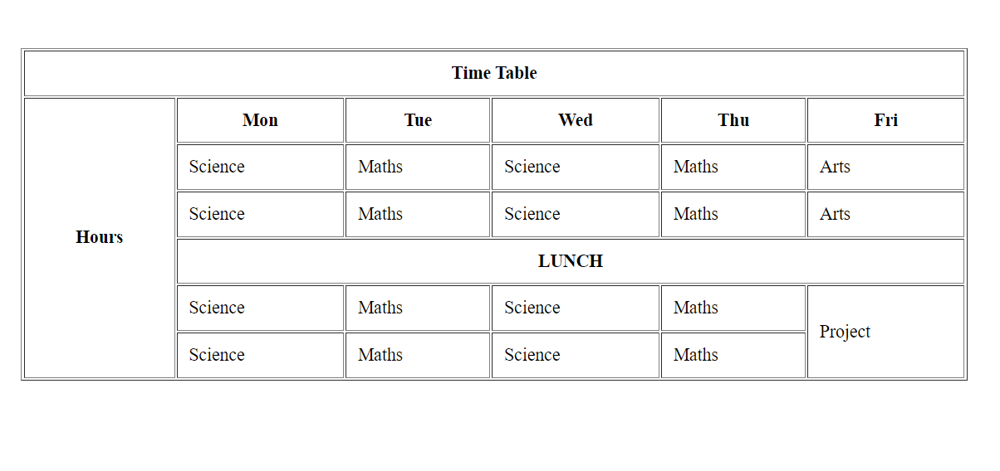 Time Table
Mon Tue Wed Thu Fri
Science Maths Science Maths Arts
Science Maths Science Maths Arts
Hours
LUNCH
Science Maths Science Maths
Project
Science Maths Science Maths